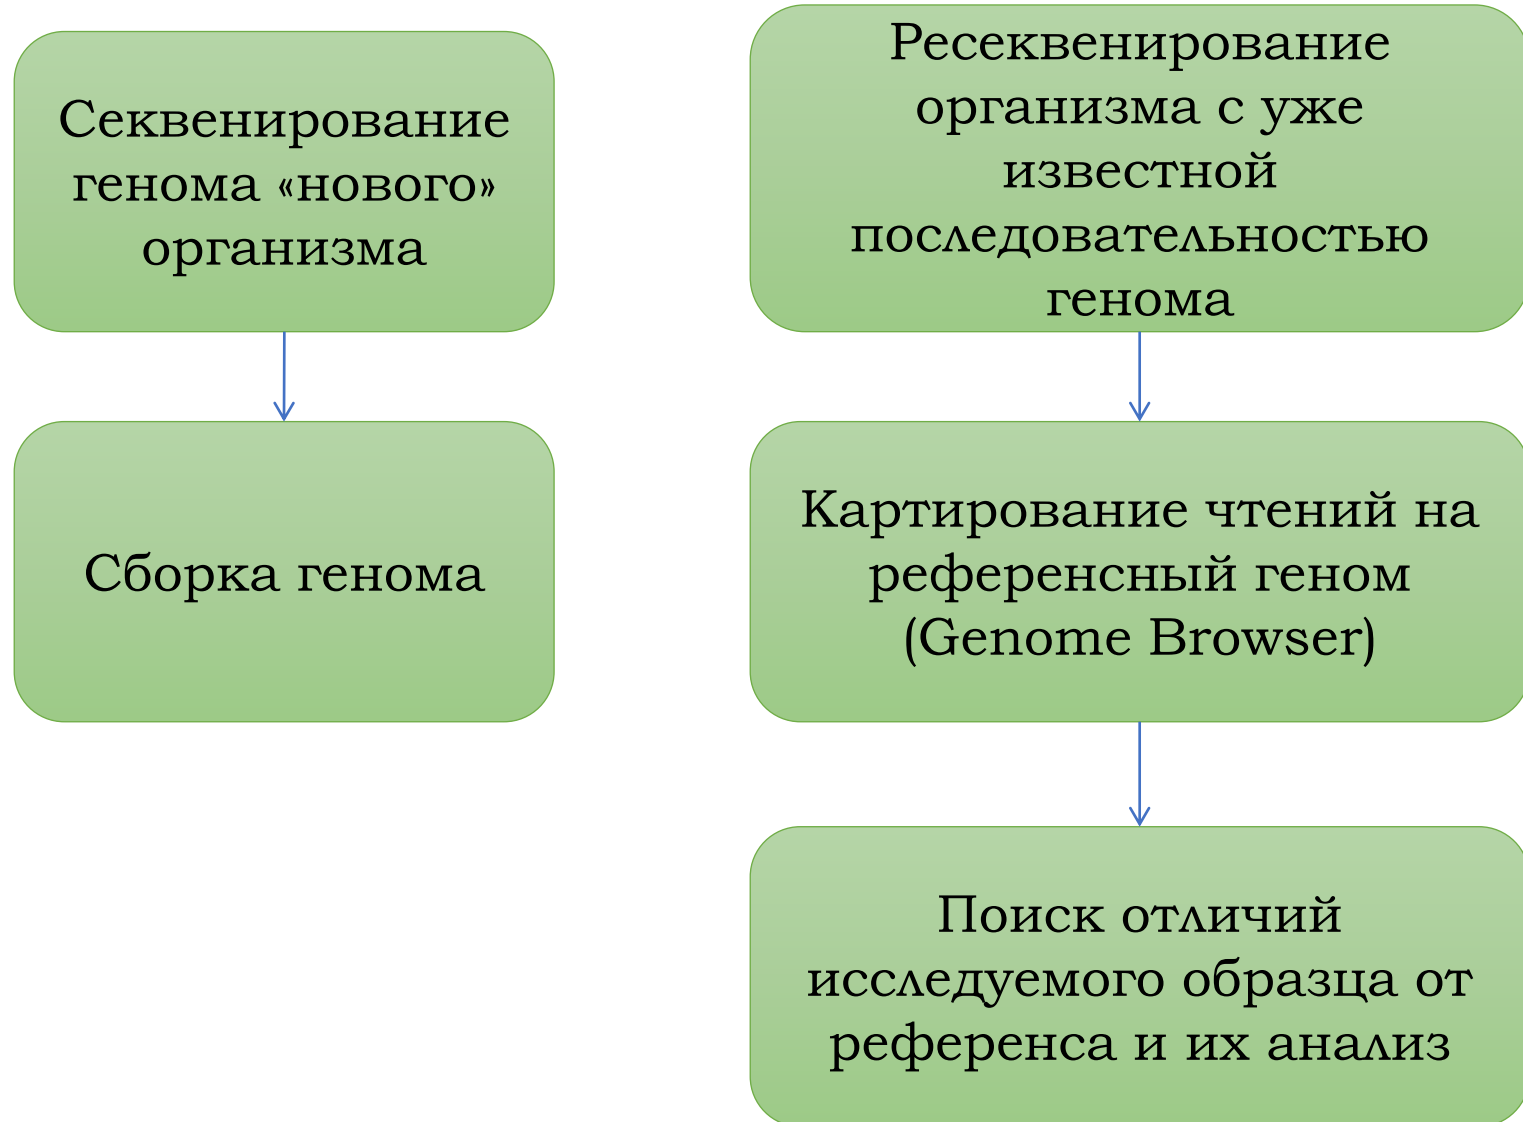 Секвенирование
генома «нового»
организма
Сборка генома
Ресеквенирование
организма с уже
известной
последовательностью
генома
Картирование чтений на
референсный геном
(Genome Browser)
Поиск отличий
исследуемого образца от
референса и их анализ